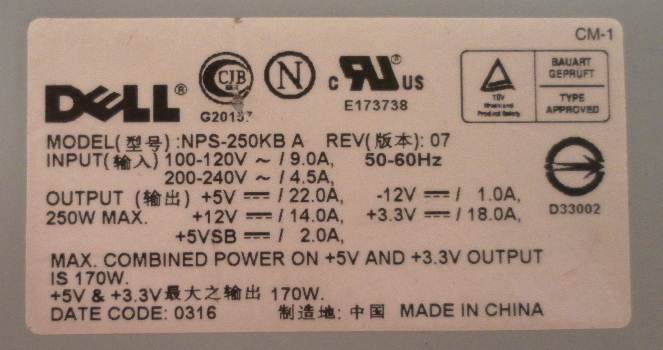 CM-1
DELL®
CJB
G20157
N
c RU US
E173738
TÜV
BAUART
GEPRÜFT
TYPE
APPROVED
MODEL(型号) :NPS-250KB A REV(版本): 07
INPUT(输入) 100-120V ~ / 9.0A, 50-60Hz
200-240V ~ / 4.5A,
D33002
OUTPUT (输出) +5V ⎓ / 22.0A, -12V ⎓ / 1.0A,
250W MAX. +12V ⎓ / 14.0A, +3.3V ⎓ / 18.0A,
+5VSB ⎓ / 2.0A,
MAX. COMBINED POWER ON +5V AND +3.3V OUTPUT
IS 170W.
+5V & +3.3V最大之输出 170W.
DATE CODE: 0316 制造地: 中国 MADE IN CHINA